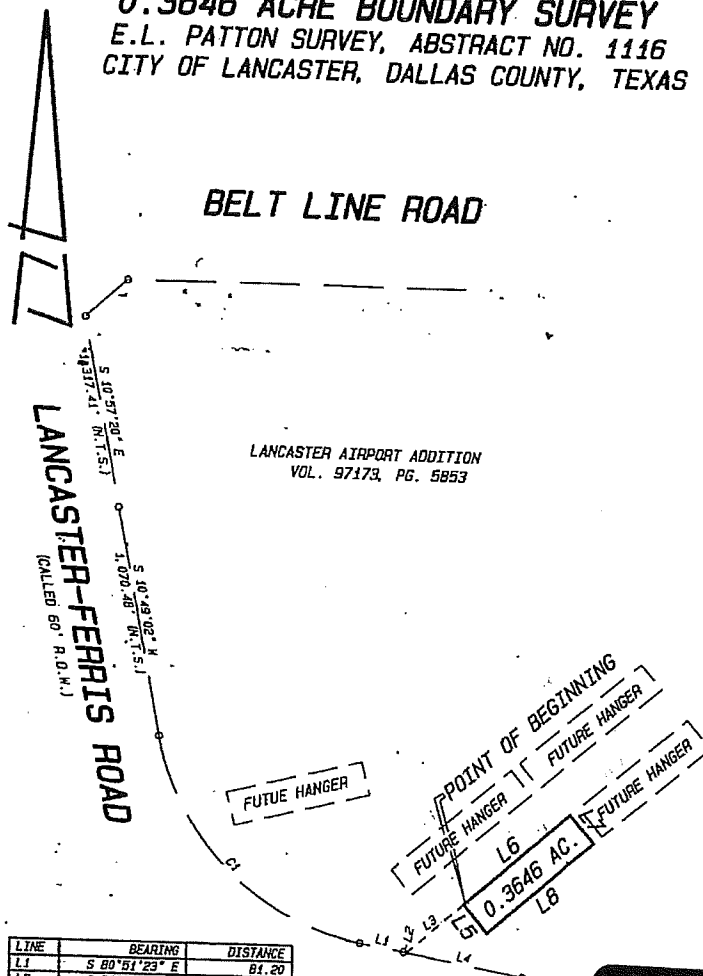 0.3646 ACRE BOUNDARY SURVEY
E.L. PATTON SURVEY, ABSTRACT NO. 1116
CITY OF LANCASTER, DALLAS COUNTY, TEXAS
BELT LINE ROAD
S 10°57'20" E
317.41' (N.T.S.)
LANCASTER AIRPORT ADDITION
VOL. 97173, PG. 5853
LANCASTER-FERRIS ROAD
(CALLED 60' R.O.W.)
S 10°49'02" W
1,070.48' (N.T.S.)
POINT OF BEGINNING
FUTURE HANGER
FUTURE HANGER
FUTURE HANGER
FUTURE HANGER
FUTUE HANGER
C1
L6
L7
0.3646 AC.
L8
L5
L3
L2
L1
L4
LINE BEARING DISTANCE
L1 S 80°51'23" E 81.20